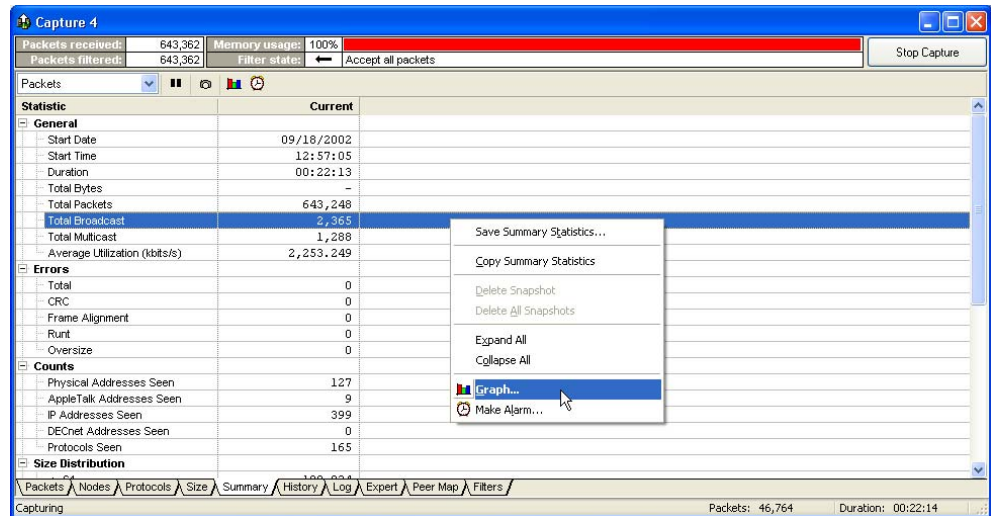 Capture 4
Packets received: 643,362 Memory usage: 100%
Packets filtered: 643,362 Filter state: Accept all packets
Stop Capture
Packets
Statistic Current
General
Start Date 09/18/2002
Start Time 12:57:05
Duration 00:22:13
Total Bytes -
Total Packets 643,248
Total Broadcast 2,365
Total Multicast 1,288
Average Utilization (kbits/s) 2,253.249
Errors
Total 0
CRC 0
Frame Alignment 0
Runt 0
Oversize 0
Counts
Physical Addresses Seen 127
AppleTalk Addresses Seen 9
IP Addresses Seen 399
DECnet Addresses Seen 0
Protocols Seen 165
Size Distribution
Save Summary Statistics...
Copy Summary Statistics
Delete Snapshot
Delete All Snapshots
Expand All
Collapse All
Graph...
Make Alarm...
Packets Nodes Protocols Size Summary History Log Expert Peer Map Filters
Capturing Packets: 46,764 Duration: 00:22:14